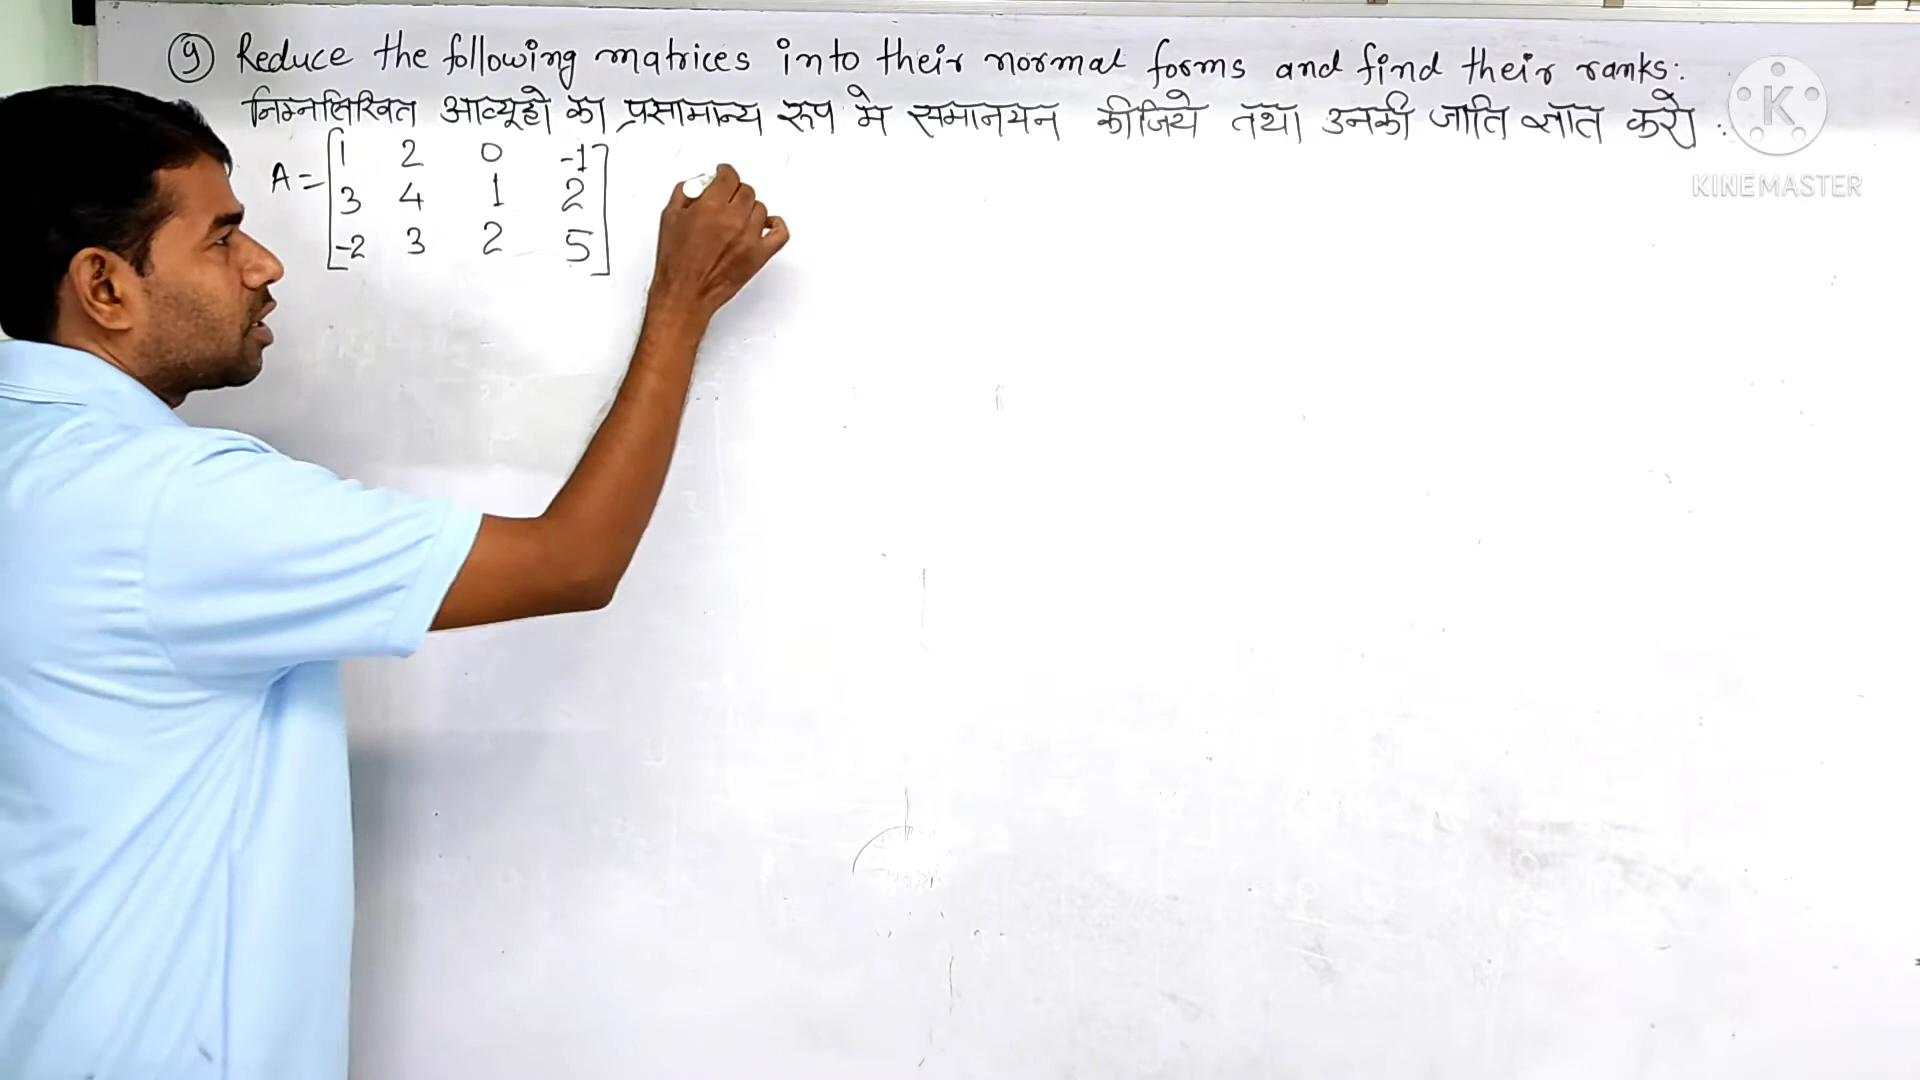 9 Reduce the following matrices into their normal forms and find their ranks:
निम्नलिखित आव्यूहो का प्रसामान्य रुप मे समानयन कीजिये तथा उनकी जाति ज्ञात करो :
A = [1 2 0 -1
3 4 1 2
-2 3 2 5]
K
KINEMASTER